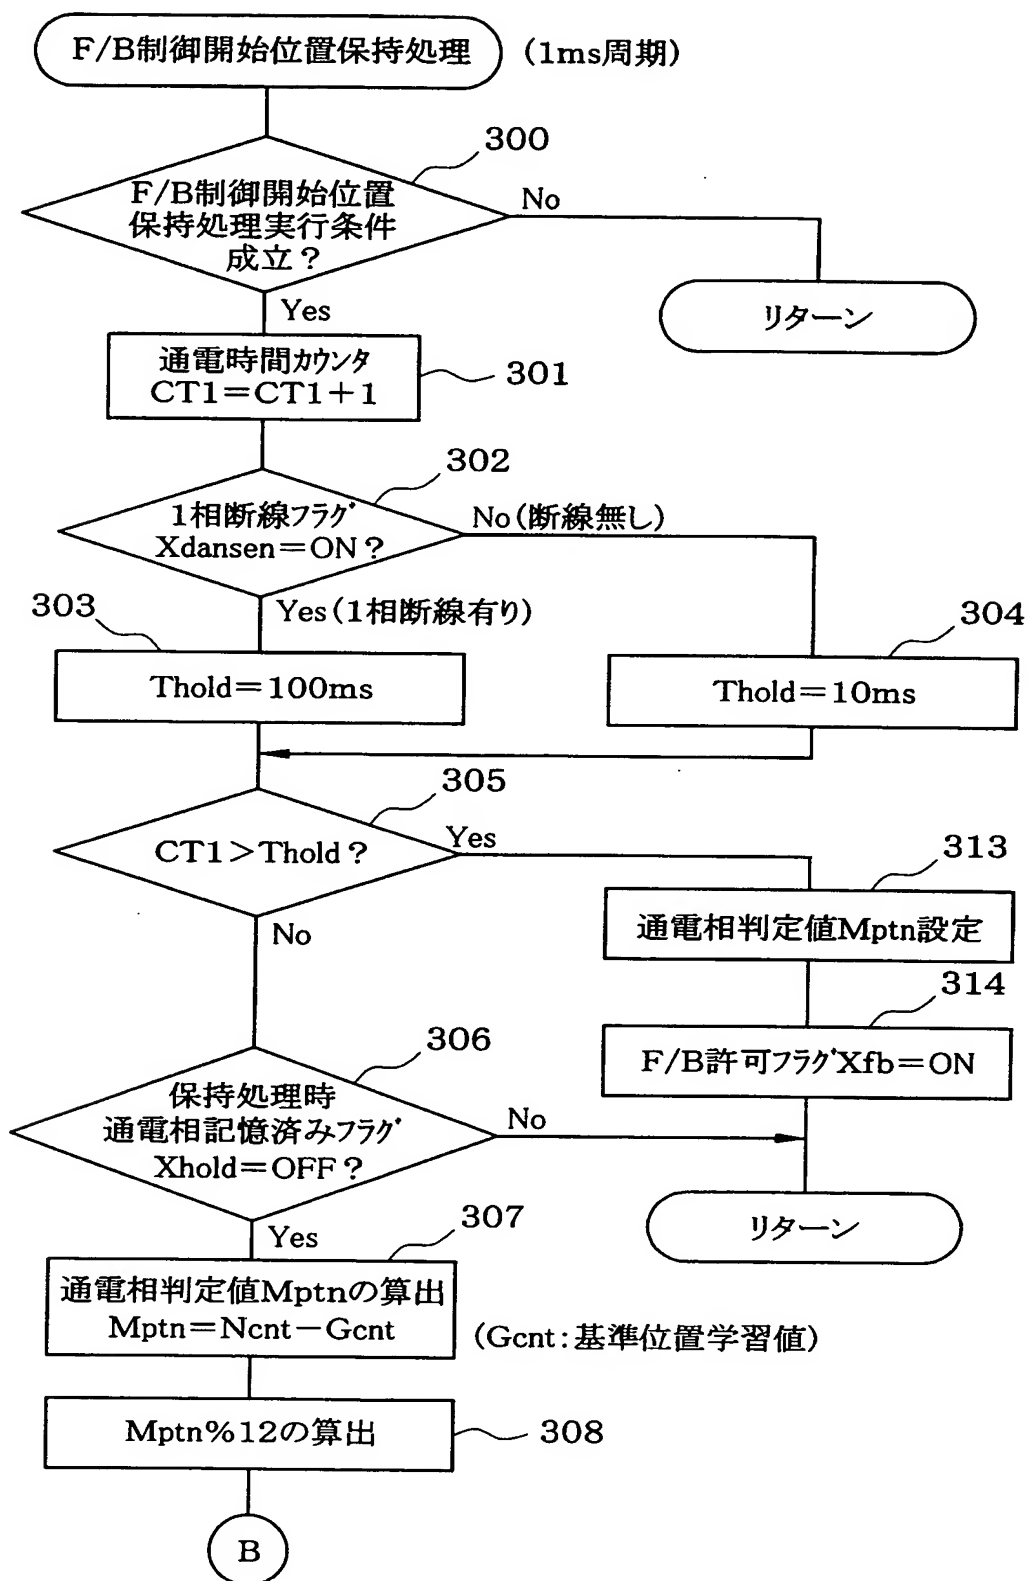 F/B制御開始位置保持処理
(1ms周期)
300
F/B制御開始位置
保持処理実行条件
成立?
No
Yes
リターン
通電時間カウンタ
CT1=CT1+1
301
302
1相断線フラグ
Xdansen=ON?
No(断線無し)
Yes(1相断線有り)
303
304
Thold=100ms
Thold=10ms
305
CT1>Thold?
Yes
No
313
通電相判定値Mptn設定
314
F/B許可フラグXfb=ON
306
保持処理時
通電相記憶済みフラグ
Xhold=OFF?
No
Yes
リターン
307
通電相判定値Mptnの算出
Mptn=Ncnt-Gcnt
(Gcnt:基準位置学習値)
Mptn%12の算出
308
B